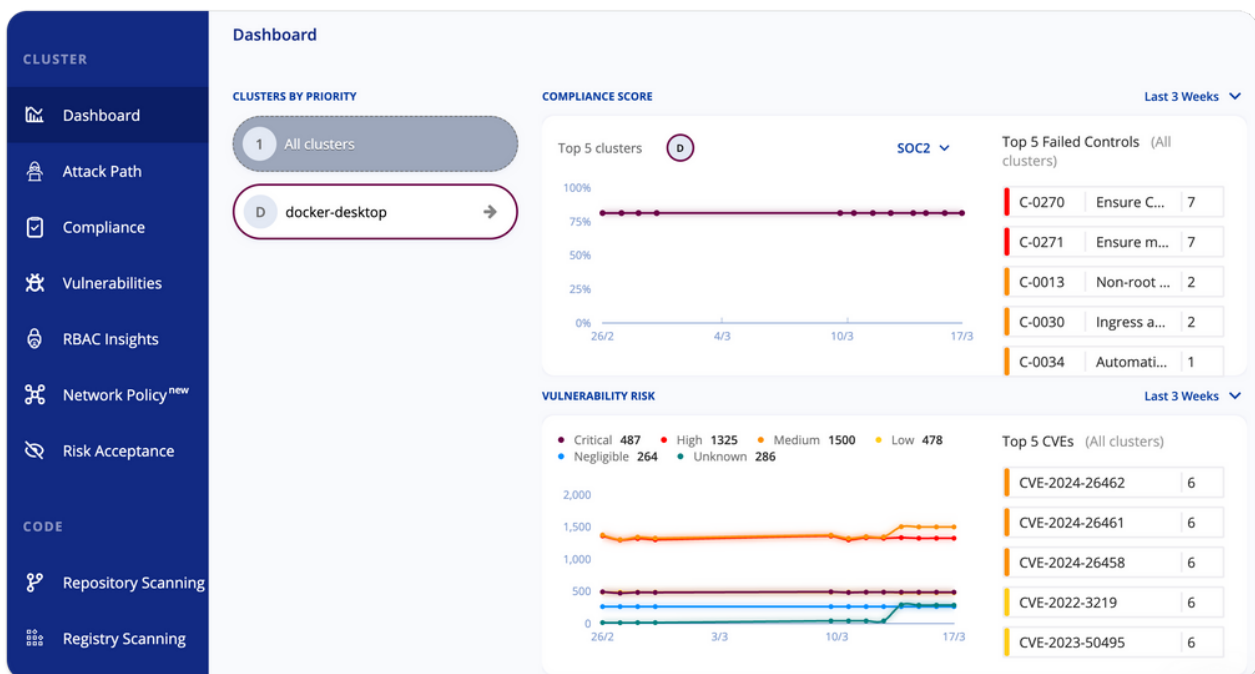 CLUSTER
Dashboard
Attack Path
Compliance
Vulnerabilities
RBAC Insights
Network Policy new
Risk Acceptance
CODE
Repository Scanning
Registry Scanning
Dashboard
CLUSTERS BY PRIORITY
1 All clusters
D docker-desktop
COMPLIANCE SCORE
Last 3 Weeks
Top 5 clusters D SOC2
100%
75%
50%
25%
0%
26/2 4/3 10/3 17/3
Top 5 Failed Controls (All
clusters)
C-0270 Ensure C... 7
C-0271 Ensure m... 7
C-0013 Non-root ... 2
C-0030 Ingress a... 2
C-0034 Automati... 1
VULNERABILITY RISK
Last 3 Weeks
Critical 487 High 1325 Medium 1500 Low 478
Negligible 264 Unknown 286
2,000
1,500
1,000
500
0
26/2 3/3 10/3 17/3
Top 5 CVEs (All clusters)
CVE-2024-26462 6
CVE-2024-26461 6
CVE-2024-26458 6
CVE-2022-3219 6
CVE-2023-50495 6